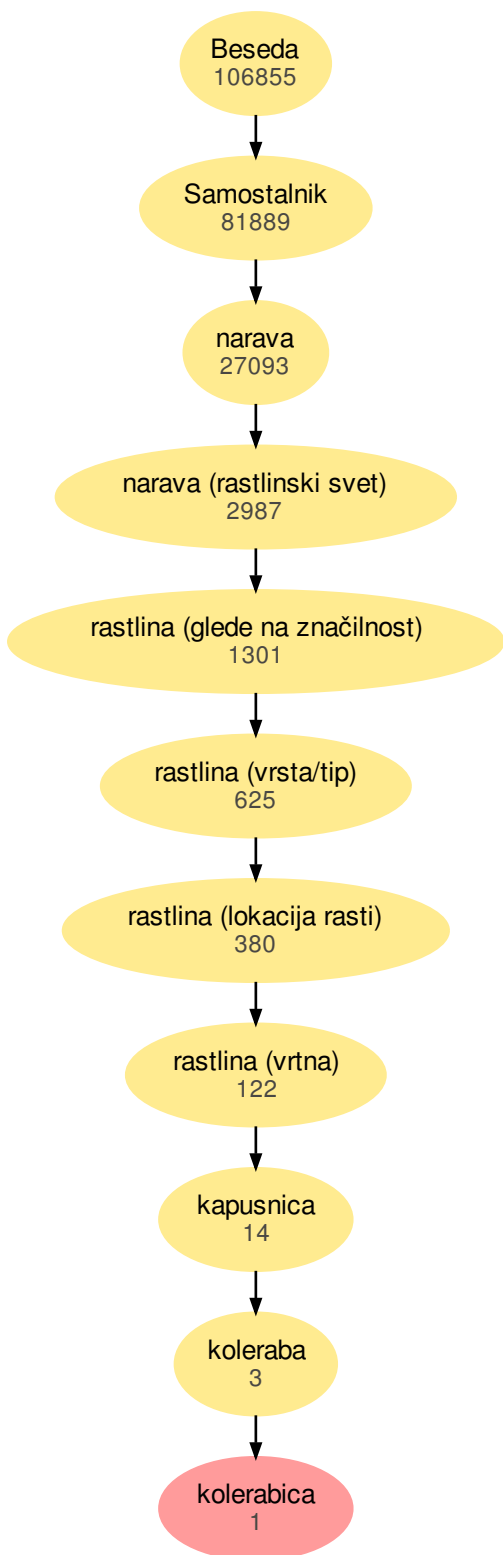 Beseda
106855
Samostalnik
81889
narava
27093
narava (rastlinski svet)
2987
rastlina (glede na značilnost)
1301
rastlina (vrsta/tip)
625
rastlina (lokacija rasti)
380
rastlina (vrtna)
122
kapusnica
14
koleraba
3
kolerabica
1